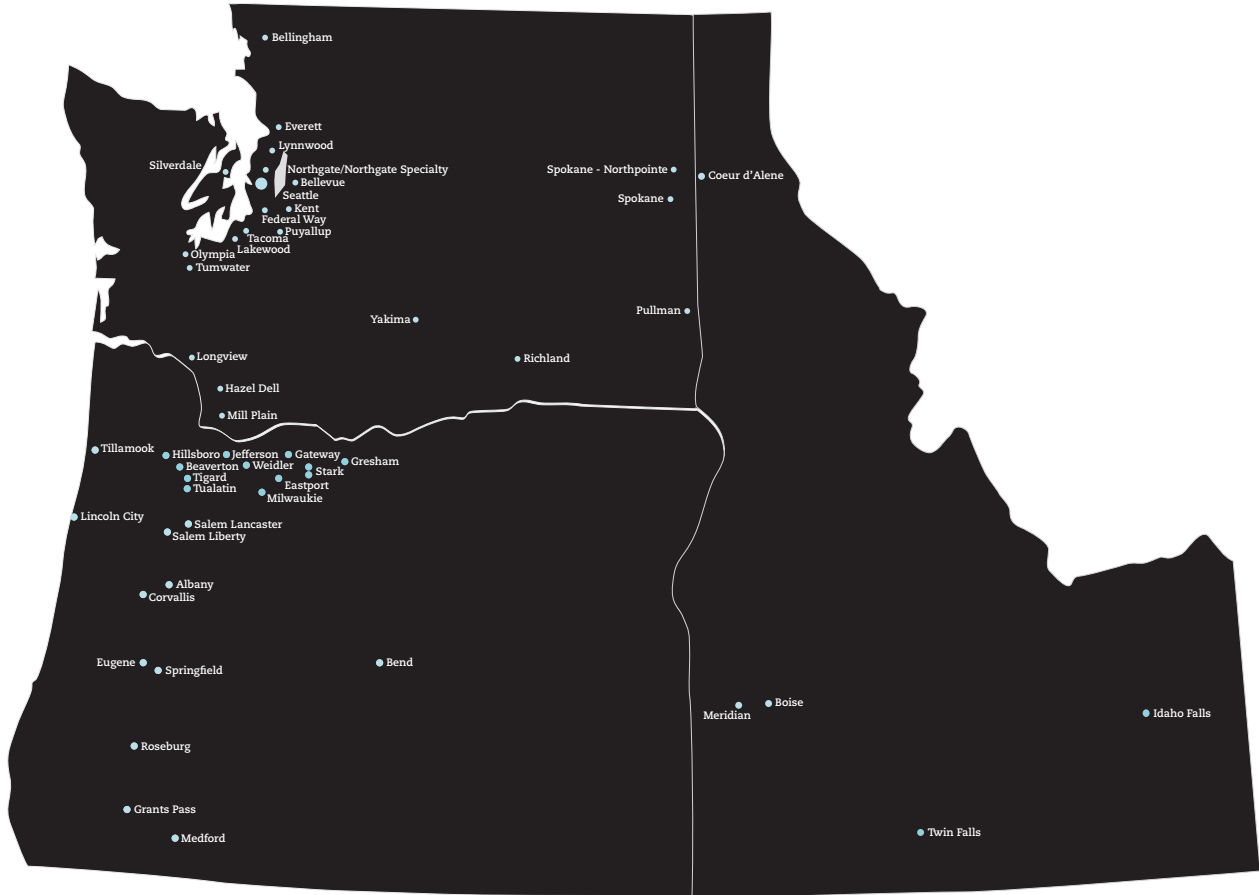 Bellingham
Everett
Lynnwood
Silverdale
Northgate/Northgate Specialty
Bellevue
Seattle
Kent
Federal Way
Puyallup
Tacoma
Lakewood
Olympia
Tumwater
Spokane - Northpointe
Coeur d'Alene
Spokane
Pullman
Yakima
Longview
Richland
Hazel Dell
Mill Plain
Tillamook
Hillsboro
Jefferson
Gateway
Gresham
Beaverton
Weidler
Stark
Tigard
Eastport
Tualatin
Milwaukie
Lincoln City
Salem Lancaster
Salem Liberty
Albany
Corvallis
Eugene
Springfield
Bend
Meridian
Boise
Idaho Falls
Roseburg
Grants Pass
Medford
Twin Falls